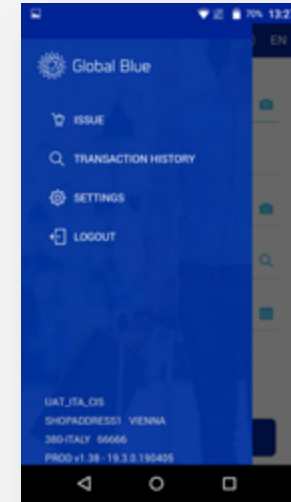 70% 13:27
EN
Global Blue
ISSUE
TRANSACTION HISTORY
SETTINGS
LOGOUT
UAT_ITA_CIS
SHOPADDRESS1 VIENNA
380-ITALY 66666
PROD v1.38 - 19.3.0.190405